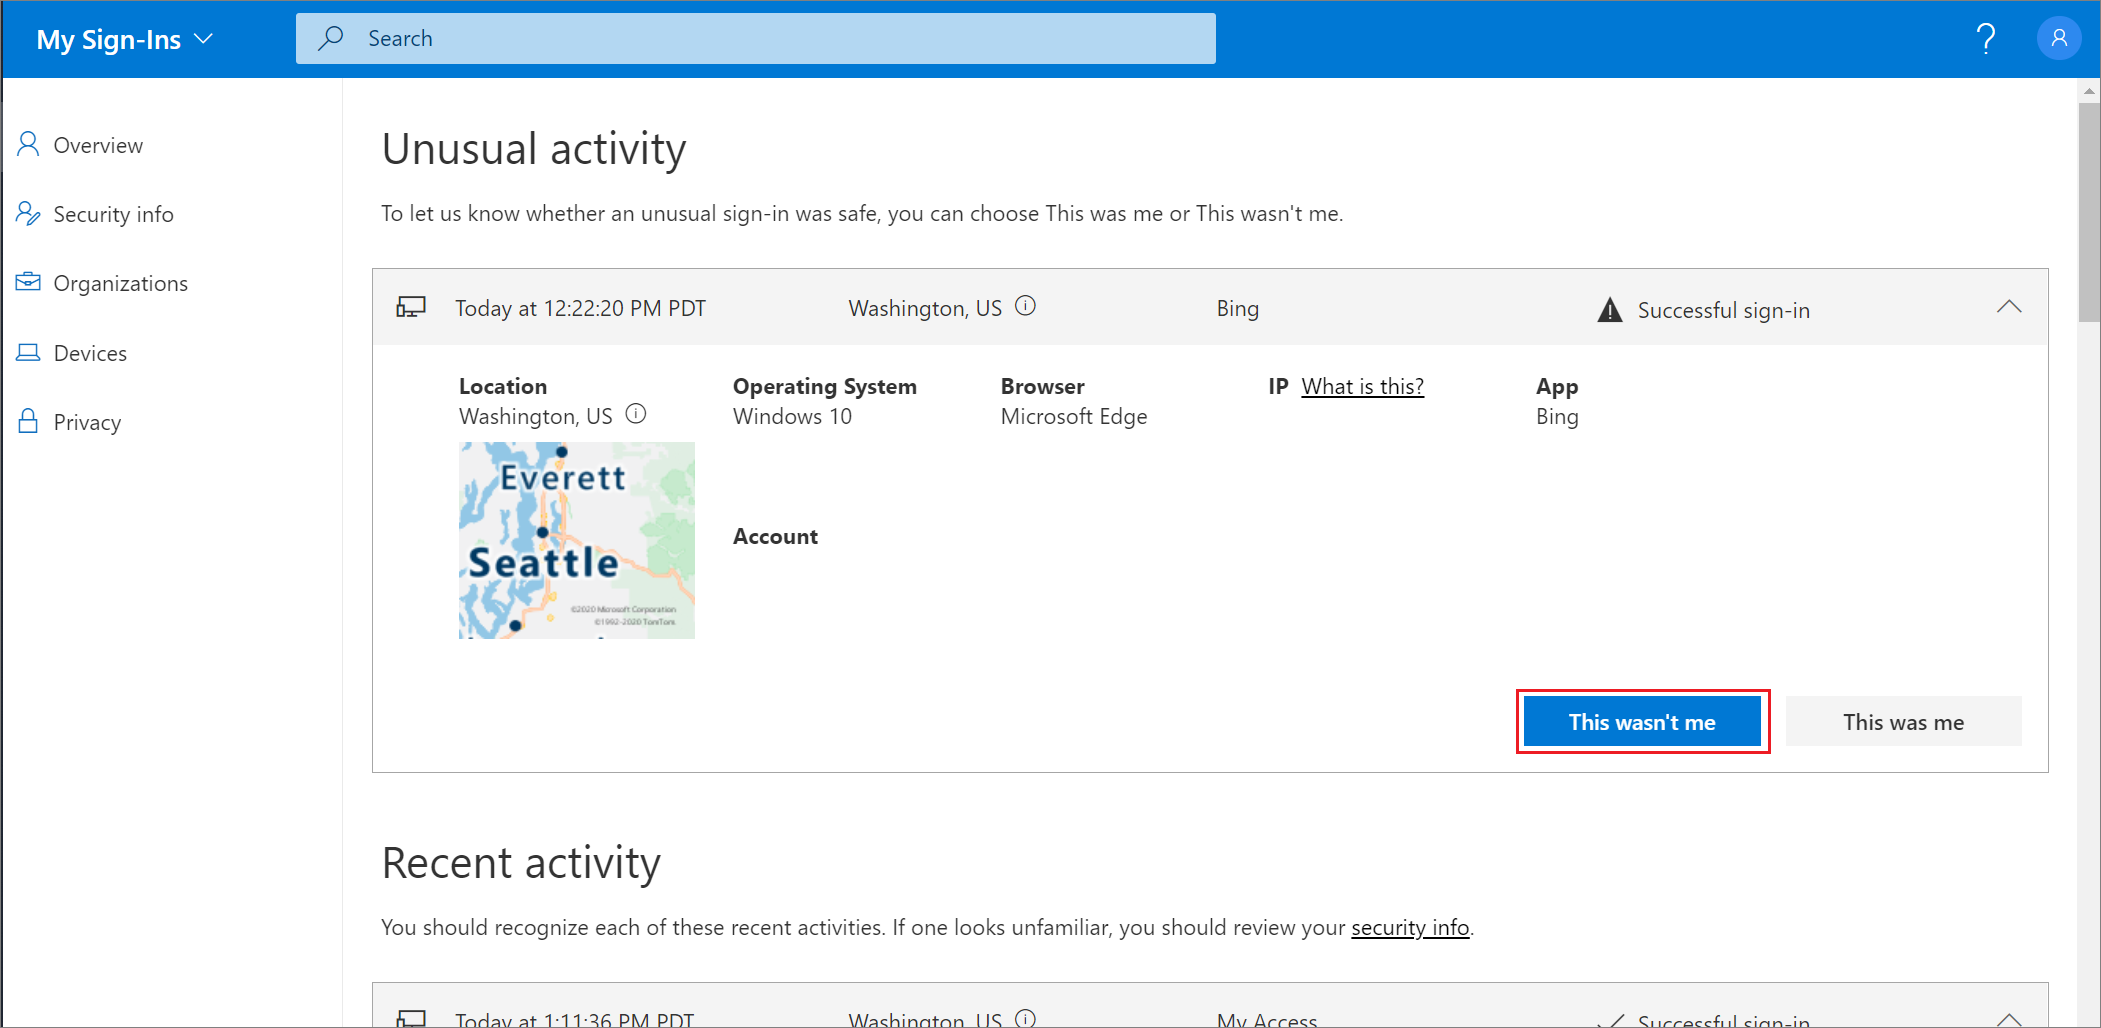 My Sign-Ins
Search
?
Overview
Security info
Organizations
Devices
Privacy
Unusual activity
To let us know whether an unusual sign-in was safe, you can choose This was me or This wasn't me.
Today at 12:22:20 PM PDT Washington, US Bing Successful sign-in
Location Operating System Browser IP What is this? App
Washington, US Windows 10 Microsoft Edge Bing
Everett
Seattle
©2020 Microsoft Corporation
©1992-2020 TomTom
Account
This wasn't me This was me
Recent activity
You should recognize each of these recent activities. If one looks unfamiliar, you should review your security info.
Today at 1:11:36 PM PDT Washington, US My Access Successful sign-in